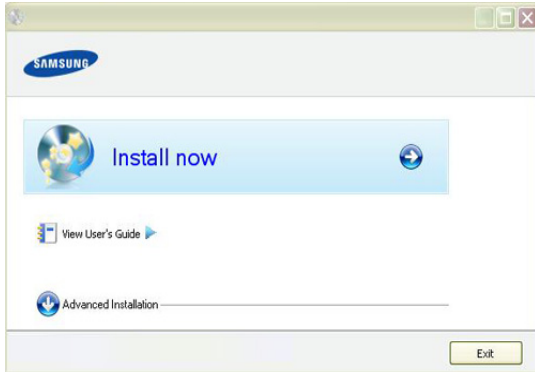 SAMSUNG
Install now
View User's Guide
Advanced Installation
Exit